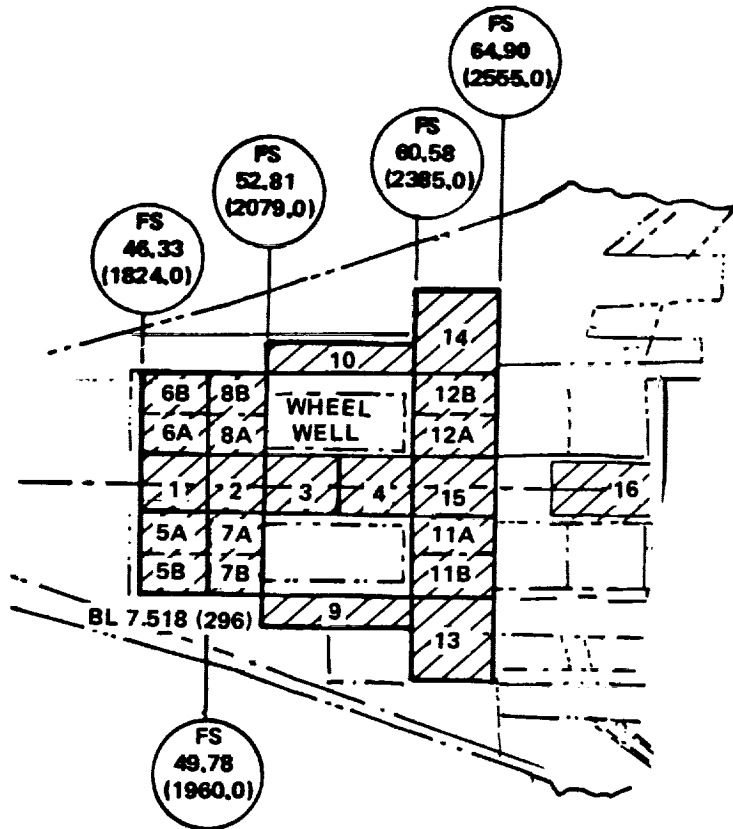 FS
64.90
(2555.0)
FS
60.58
(2385.0)
FS
52.81
(2079.0)
FS
46.33
(1824.0)
14
10
6B 8B
WHEEL
WELL
12B
6A 8A
12A
1 2 3 4 15 16
5A 7A
11A
5B 7B
11B
BL 7.518 (296)
9
13
FS
49.78
(1960.0)